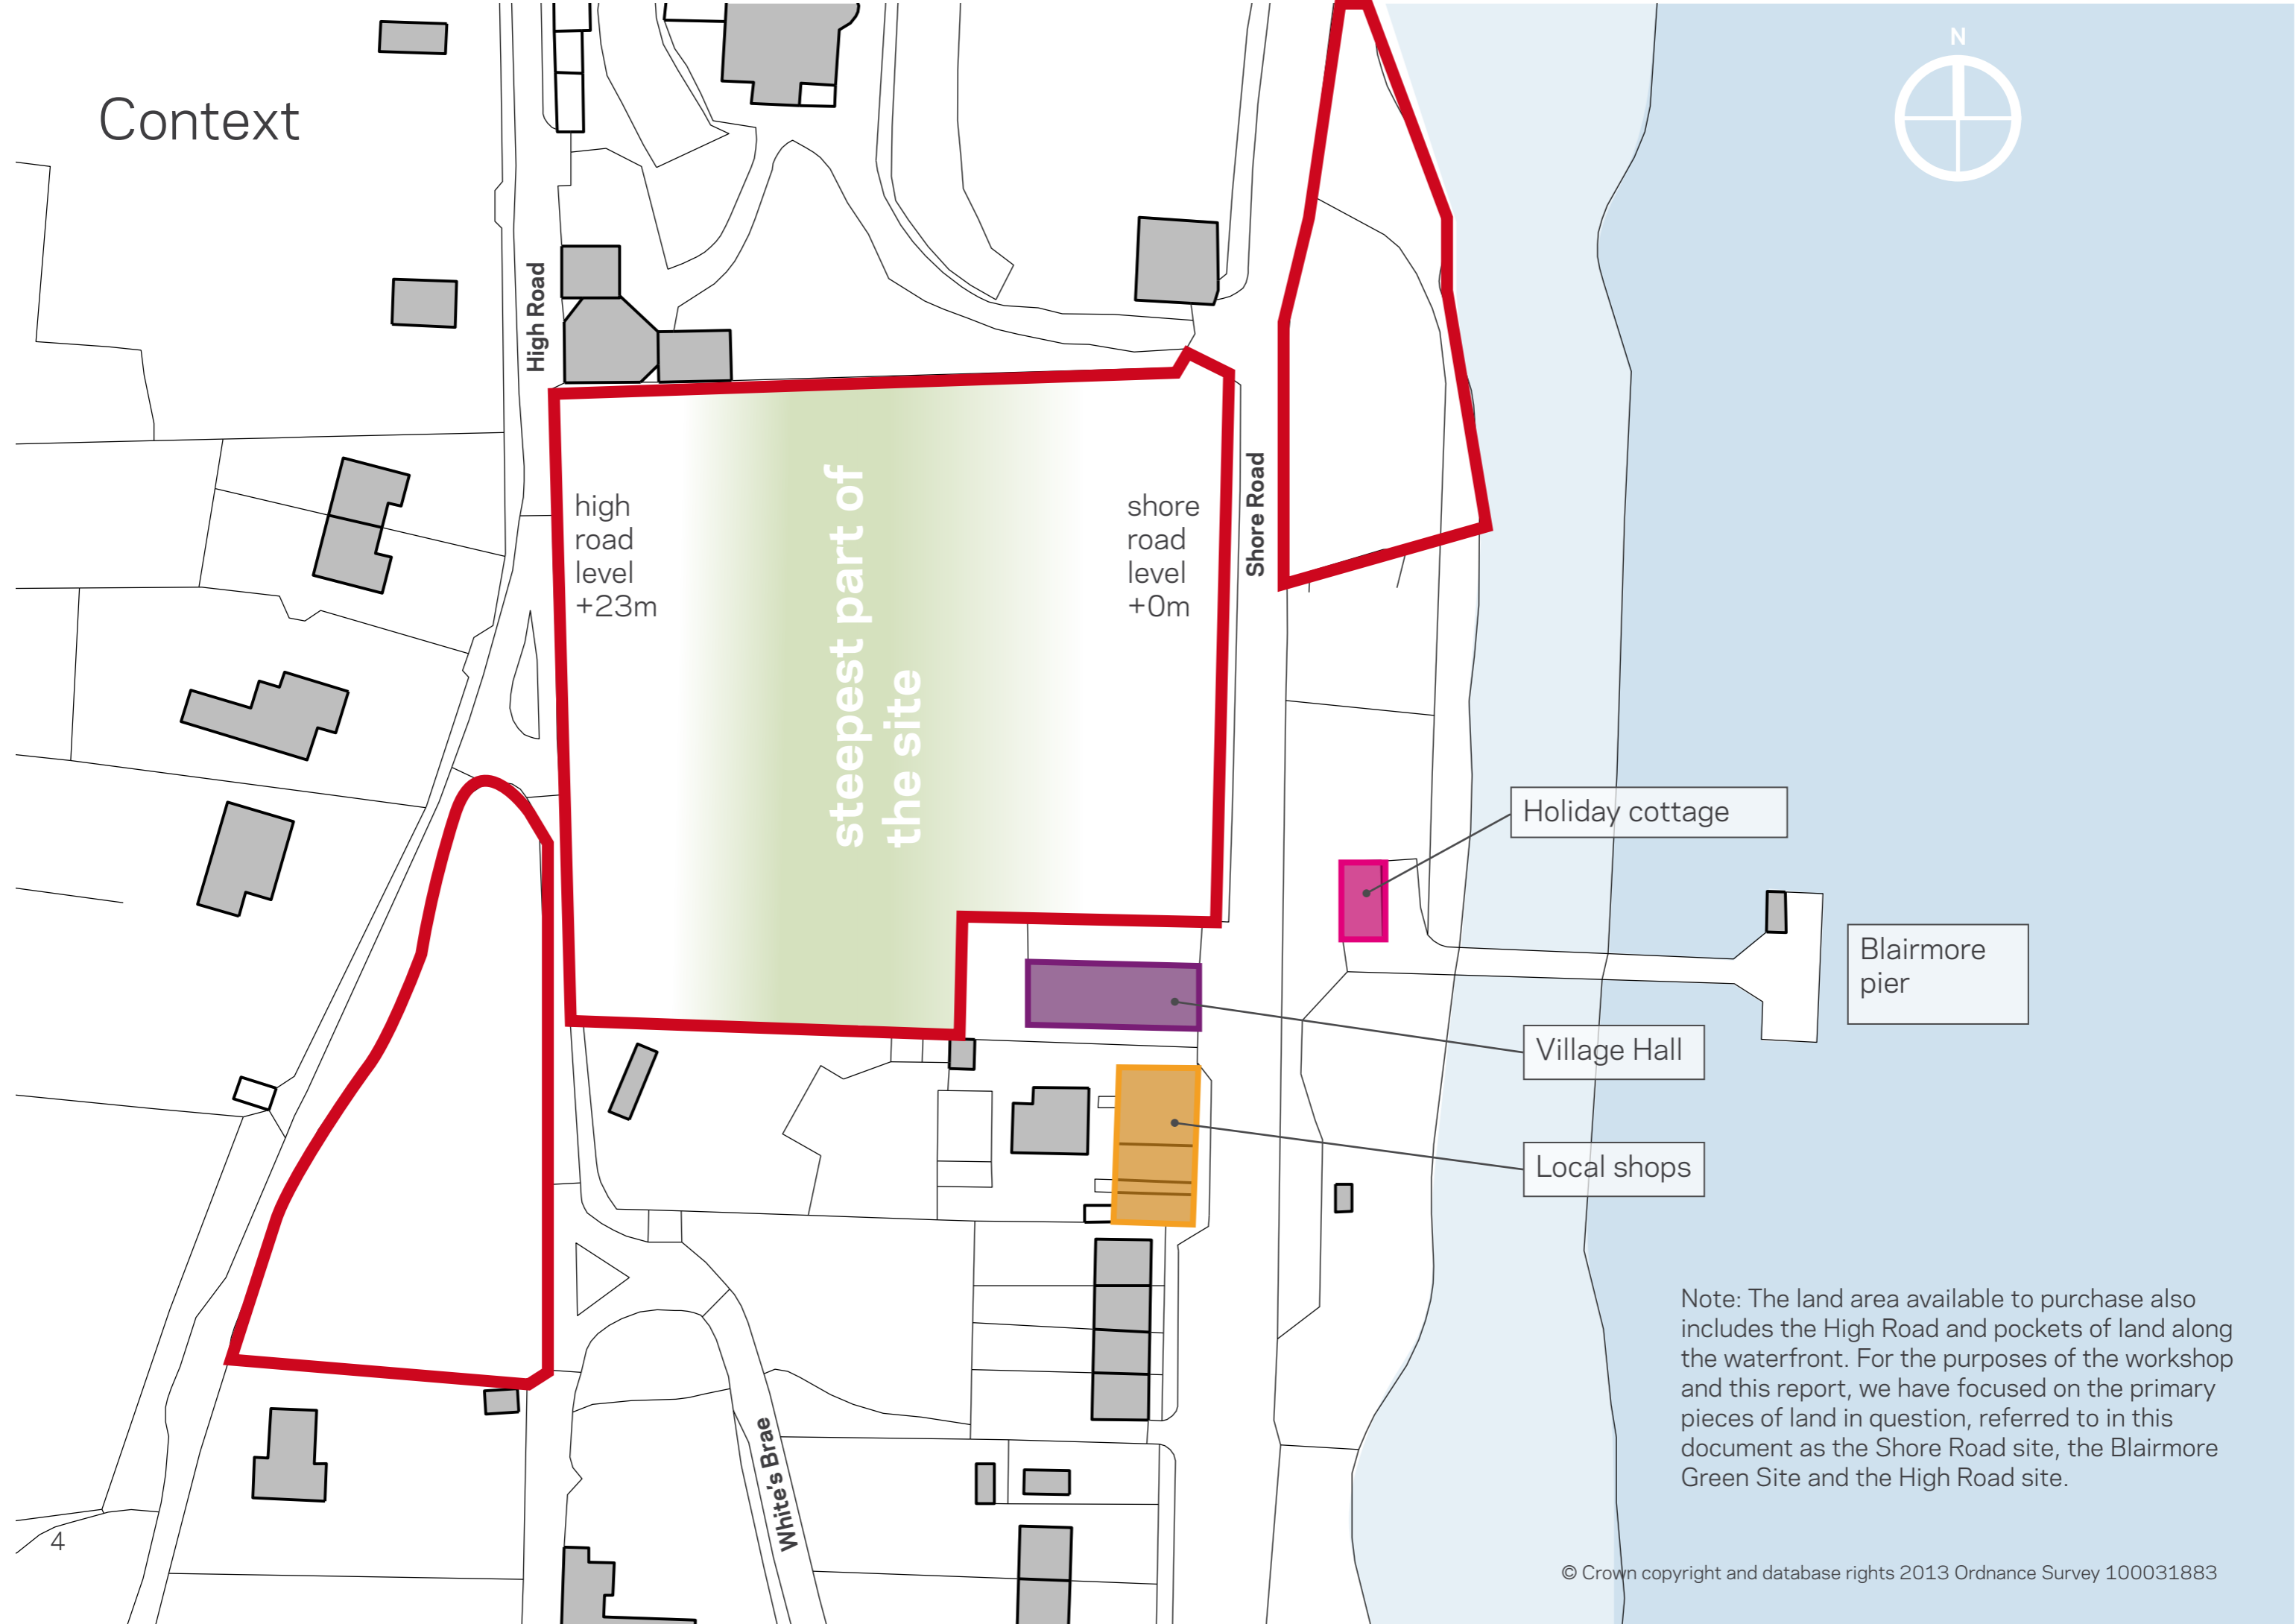 Context
N
High Road
high
road
level
+23m
steepest part of
the site
shore
road
level
+0m
Shore Road
Holiday cottage
Blairmore
pier
Village Hall
Local shops
White's Brae
Note: The land area available to purchase also
includes the High Road and pockets of land along
the waterfront. For the purposes of the workshop
and this report, we have focused on the primary
pieces of land in question, referred to in this
document as the Shore Road site, the Blairmore
Green Site and the High Road site.
4
© Crown copyright and database rights 2013 Ordnance Survey 100031883